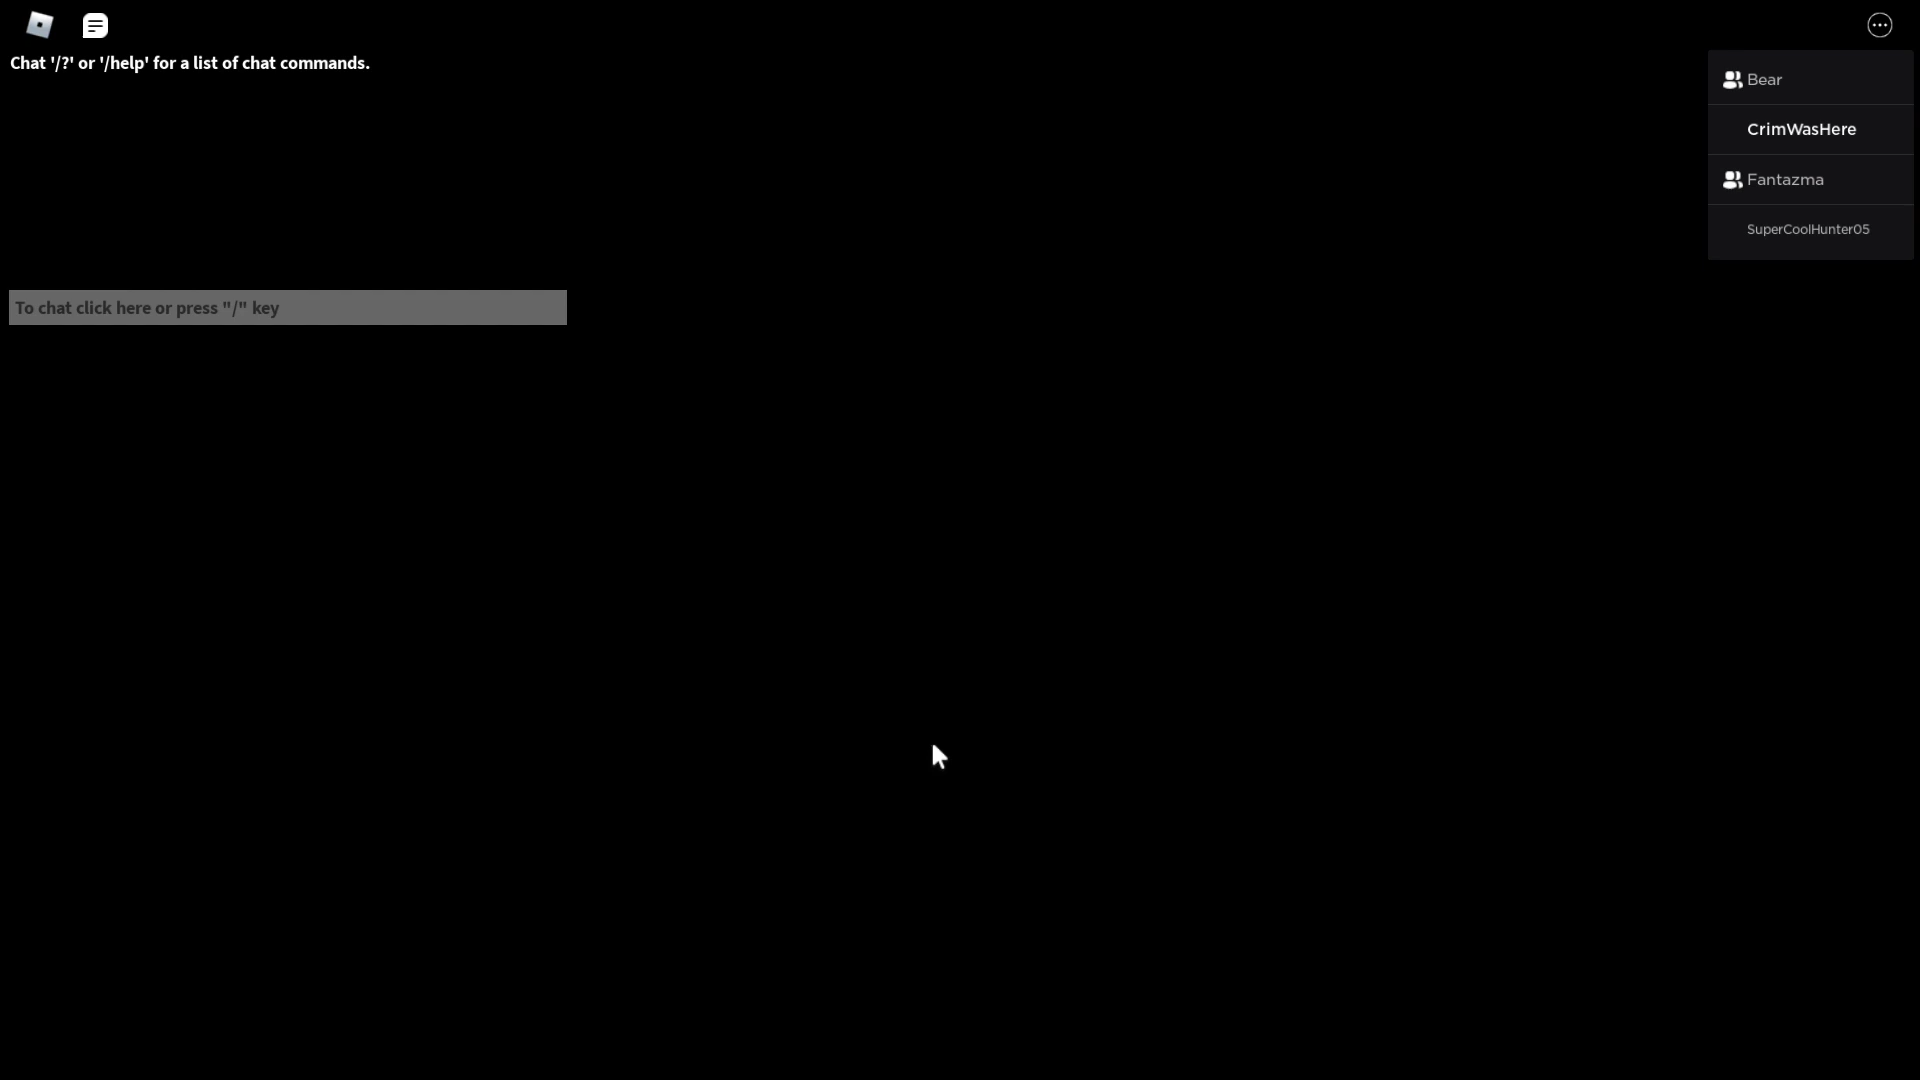 Chat '/?' or '/help' for a list of chat commands.
Bear
CrimWasHere
Fantazma
SuperCoolHunter05
To chat click here or press "/" key